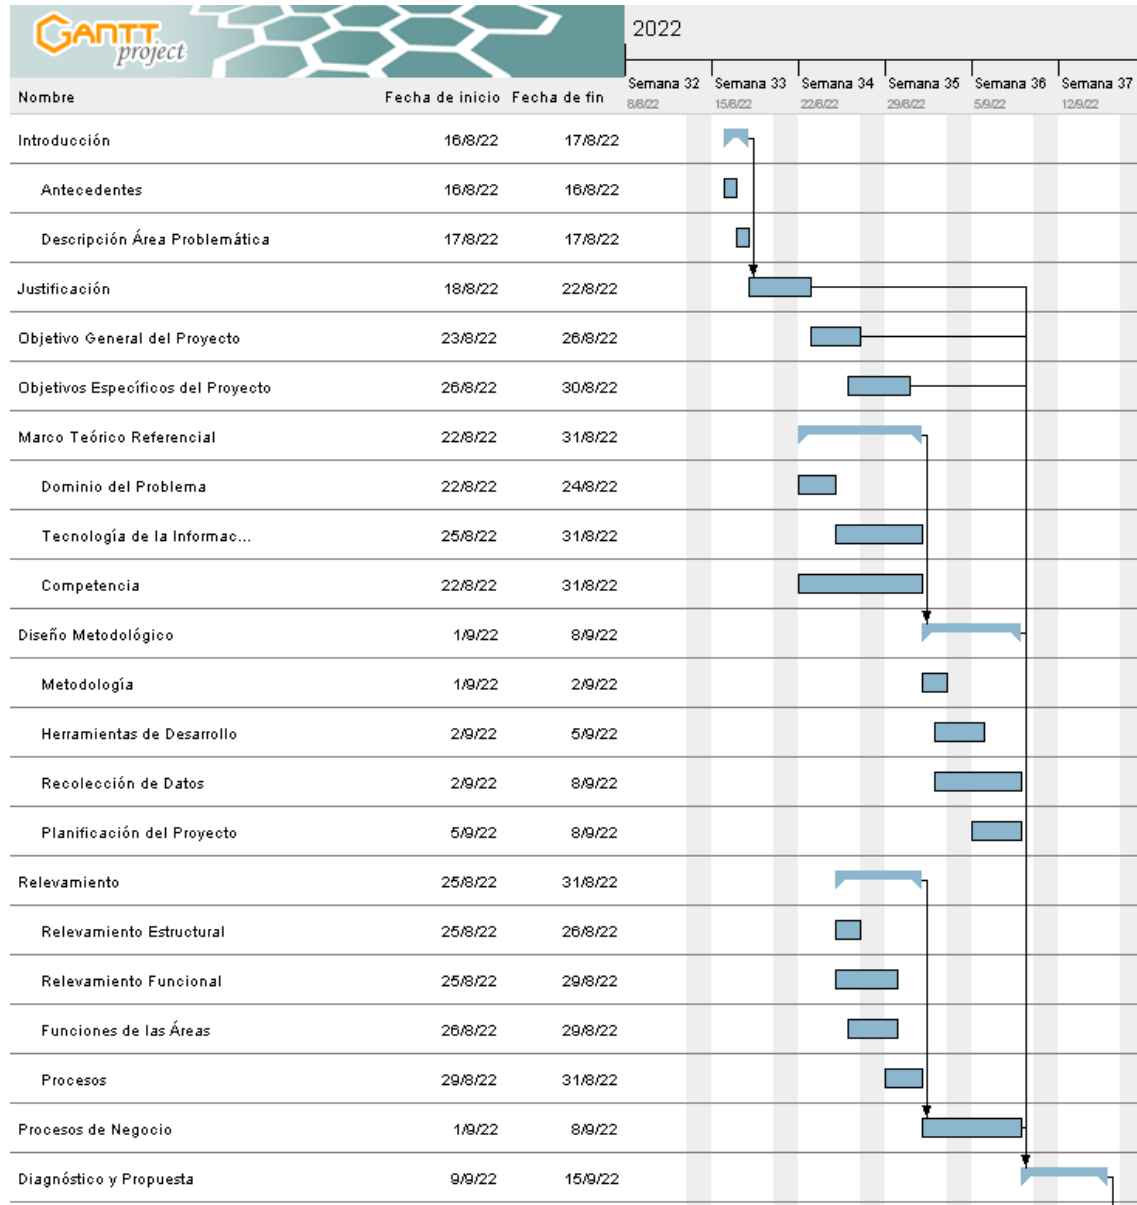 GANTT project
2022
Semana 32 Semana 33 Semana 34 Semana 35 Semana 36 Semana 37
Nombre Fecha de inicio Fecha de fin 8/8/22 15/8/22 22/8/22 29/8/22 5/9/22 12/9/22
Introducción 16/8/22 17/8/22
Antecedentes 16/8/22 16/8/22
Descripción Área Problemática 17/8/22 17/8/22
Justificación 18/8/22 22/8/22
Objetivo General del Proyecto 23/8/22 26/8/22
Objetivos Específicos del Proyecto 26/8/22 30/8/22
Marco Teórico Referencial 22/8/22 31/8/22
Dominio del Problema 22/8/22 24/8/22
Tecnología de la Informac... 25/8/22 31/8/22
Competencia 22/8/22 31/8/22
Diseño Metodológico 1/9/22 8/9/22
Metodología 1/9/22 2/9/22
Herramientas de Desarrollo 2/9/22 5/9/22
Recolección de Datos 2/9/22 8/9/22
Planificación del Proyecto 5/9/22 8/9/22
Relevamiento 25/8/22 31/8/22
Relevamiento Estructural 25/8/22 26/8/22
Relevamiento Funcional 25/8/22 29/8/22
Funciones de las Áreas 26/8/22 29/8/22
Procesos 29/8/22 31/8/22
Procesos de Negocio 1/9/22 8/9/22
Diagnóstico y Propuesta 9/9/22 15/9/22